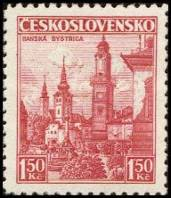 ČESKOSLOVENSKO
BANSKÁ BYSTRICA
1.50 Kč 1.50 Kč